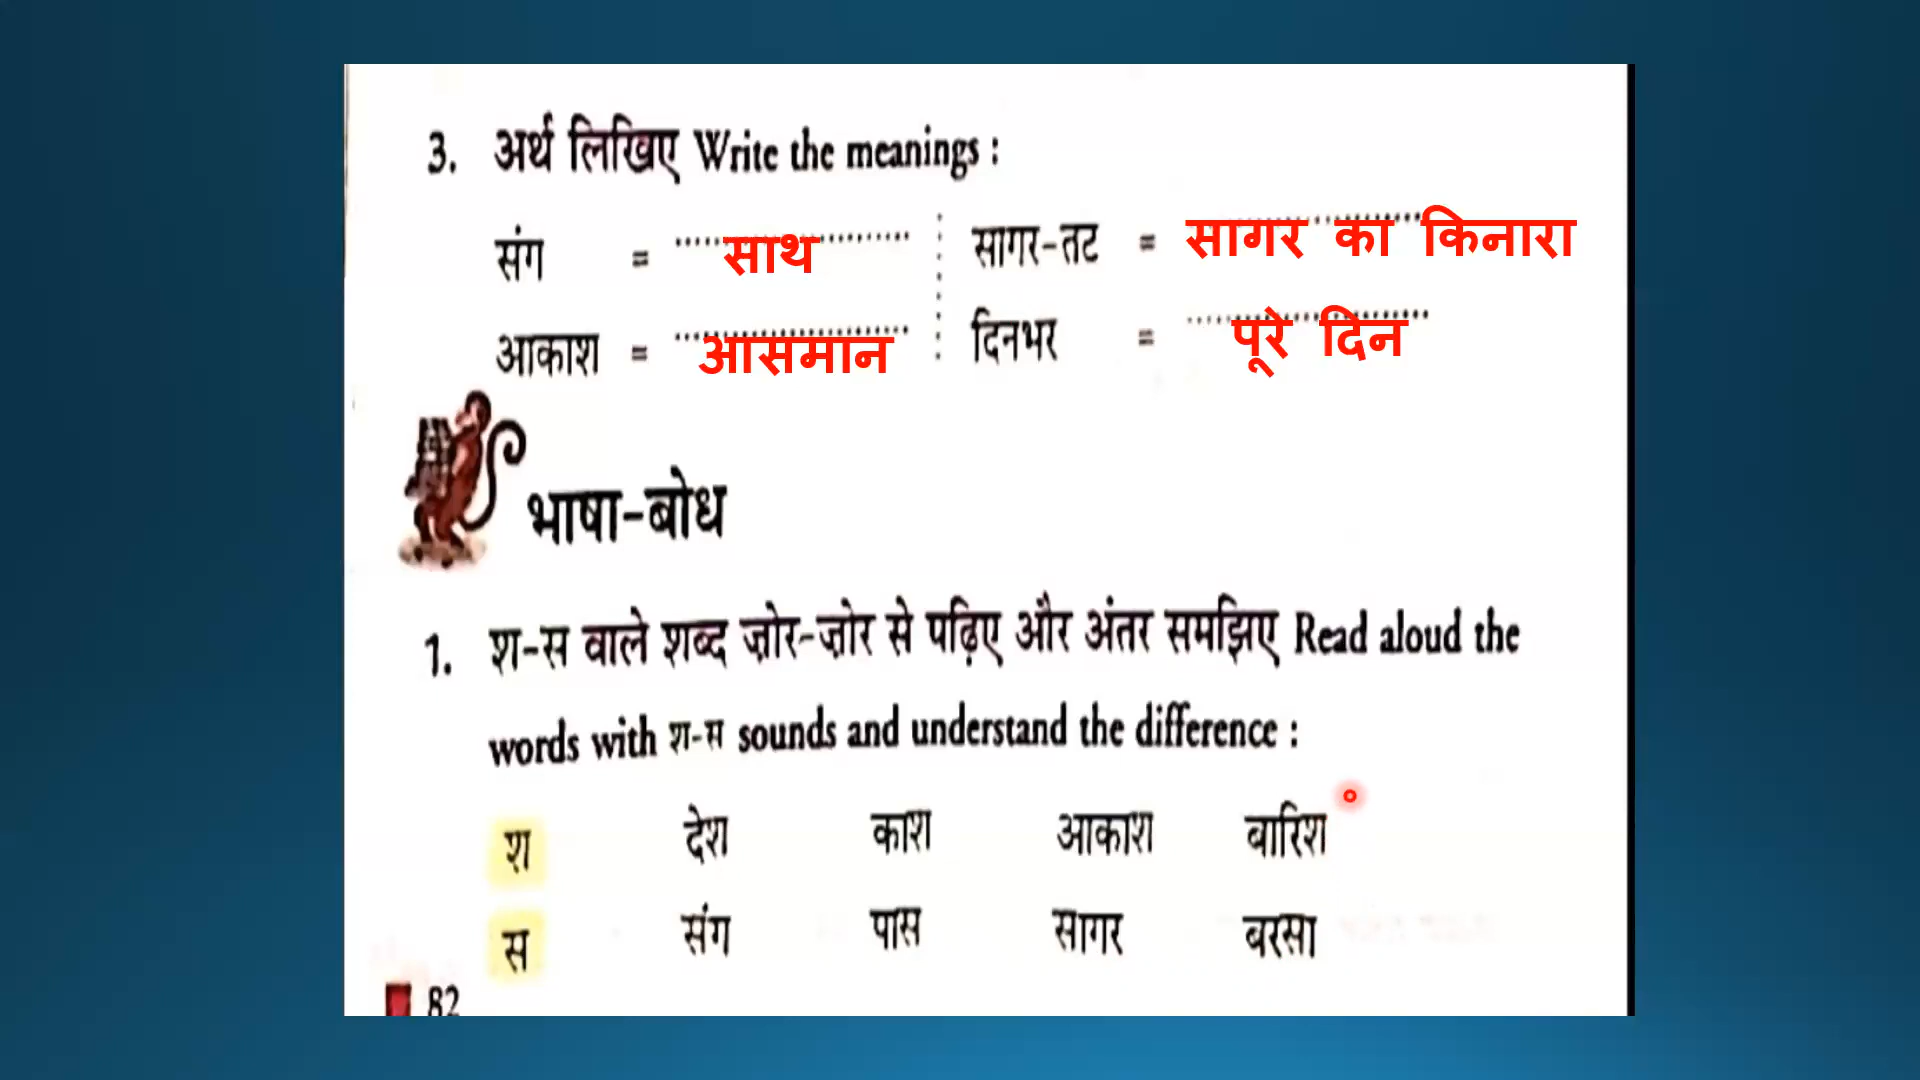 3. अर्थ लिखिए Write the meanings :
संग = साथ सागर-तट = सागर का किनारा
आकाश = आसमान दिनभर = पूरे दिन
भाषा-बोध
1. श-स वाले शब्द ज़ोर-ज़ोर से पढ़िए और अंतर समझिए Read aloud the
words with श-स sounds and understand the difference :
श देश काश आकाश बारिश
स संग पास सागर बरसा
82